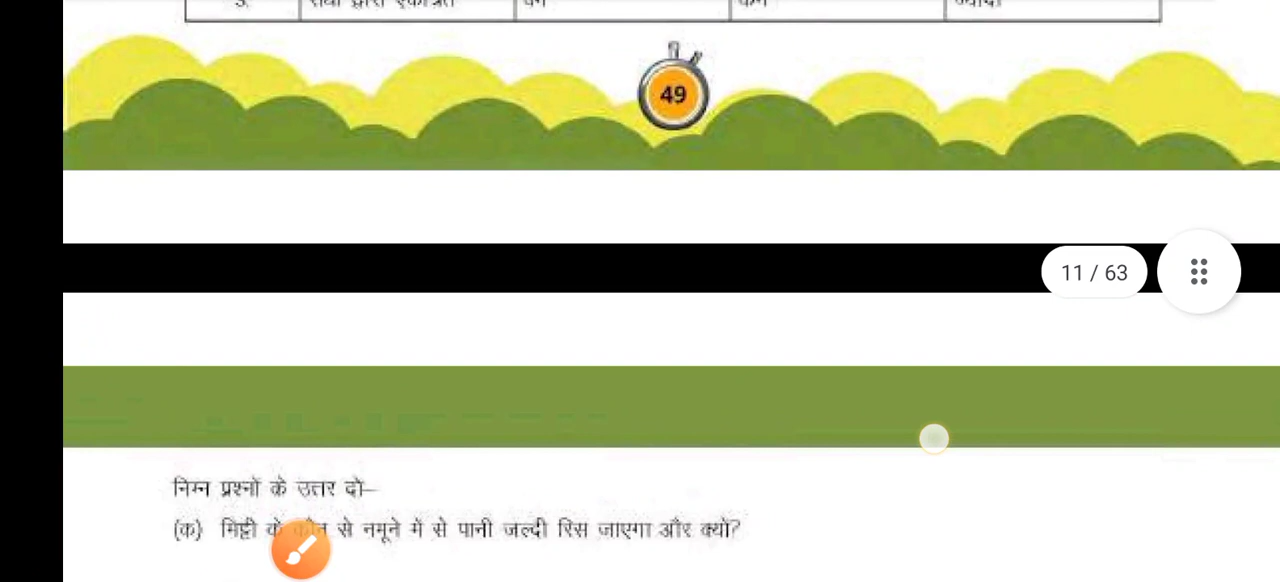 49
11 / 63
निम्न प्रश्नों के उत्तर दो–
(क) मिट्टी के कौन से नमूने में से पानी जल्दी रिस जाएगा और क्यों?